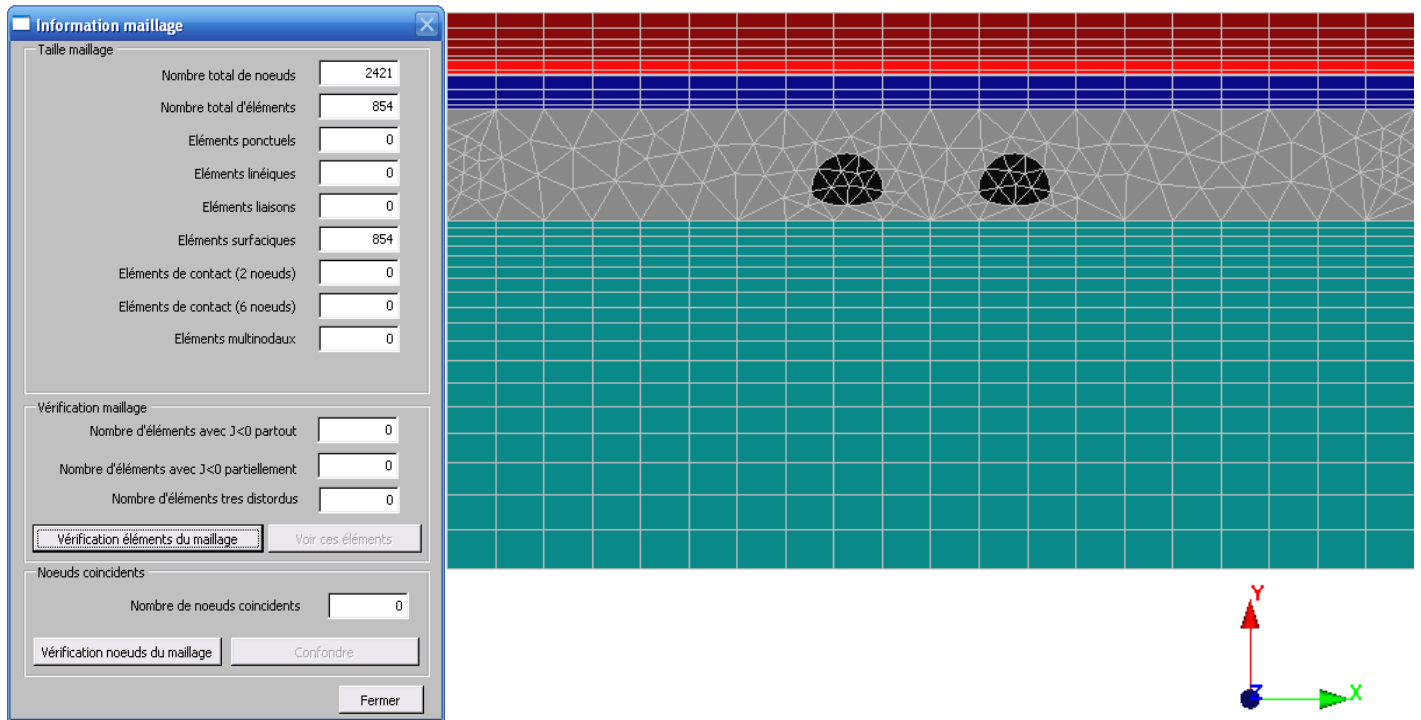 Information maillage
Taille maillage
Nombre total de noeuds 2421
Nombre total d'éléments 854
Eléments ponctuels 0
Eléments linéiques 0
Eléments liaisons 0
Eléments surfaciques 854
Eléments de contact (2 noeuds) 0
Eléments de contact (6 noeuds) 0
Eléments multinodaux 0
Vérification maillage
Nombre d'éléments avec J<0 partout 0
Nombre d'éléments avec J<0 partiellement 0
Nombre d'éléments tres distordus 0
Vérification éléments du maillage Voir ces éléments
Noeuds coincidents
Nombre de noeuds coincidents 0
Vérification noeuds du maillage Confondre
Fermer
Y
Z X